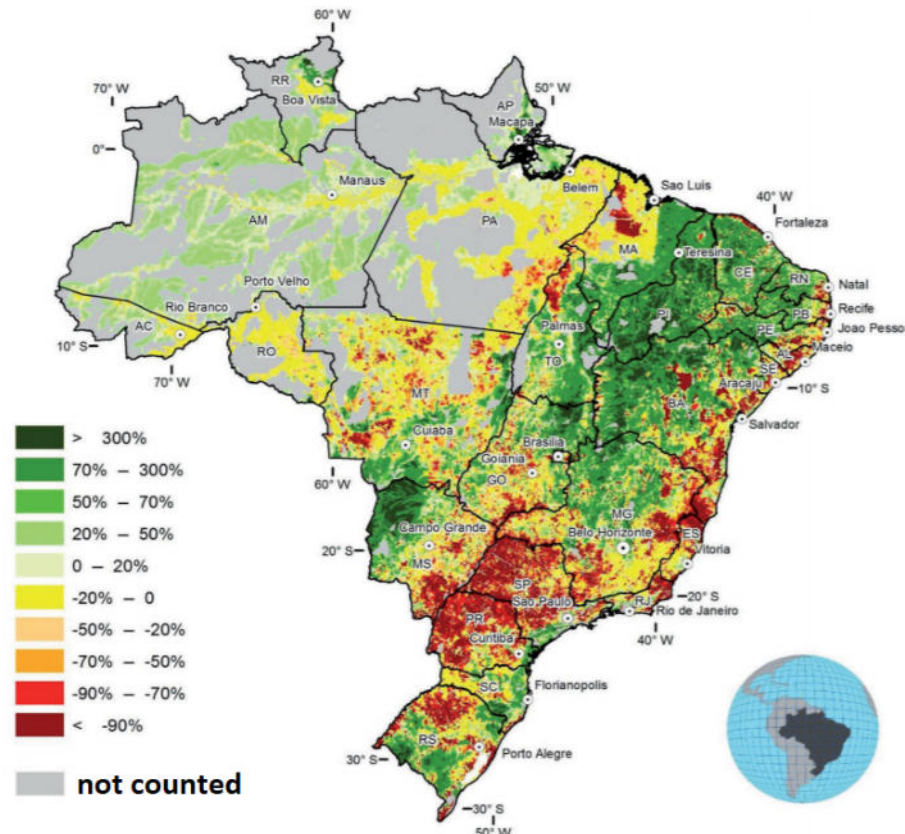 60° W
RR
70° W
Boa Vista
50° W
AP
Macapa
0°
Manaus
Belem
Sao Luis
40° W
AM
PA
MA
Fortaleza
Teresina
CE
RN
Natal
Porto Velho
Rio Branco
PI
PB
Recife
AC
Palmas
PE
Joao Pesso
10° S
RO
TO
AL
Maceio
70° W
SE
MT
Aracaju
10° S
BA
Salvador
> 300%
Cuiaba
Brasilia
70% – 300%
Goiania
60° W
GO
50% – 70%
MG
20% – 50%
Campo Grande
Belo Horizonte
ES
0 – 20%
20° S
Vitoria
MS
-20% – 0
SP
20° S
-50% – -20%
Sao Paulo
RJ
Rio de Janeiro
-70% – -50%
PR
40° W
Curitiba
-90% – -70%
SC
Florianopolis
< -90%
RS
Porto Alegre
30° S
not counted
30° S
50° W